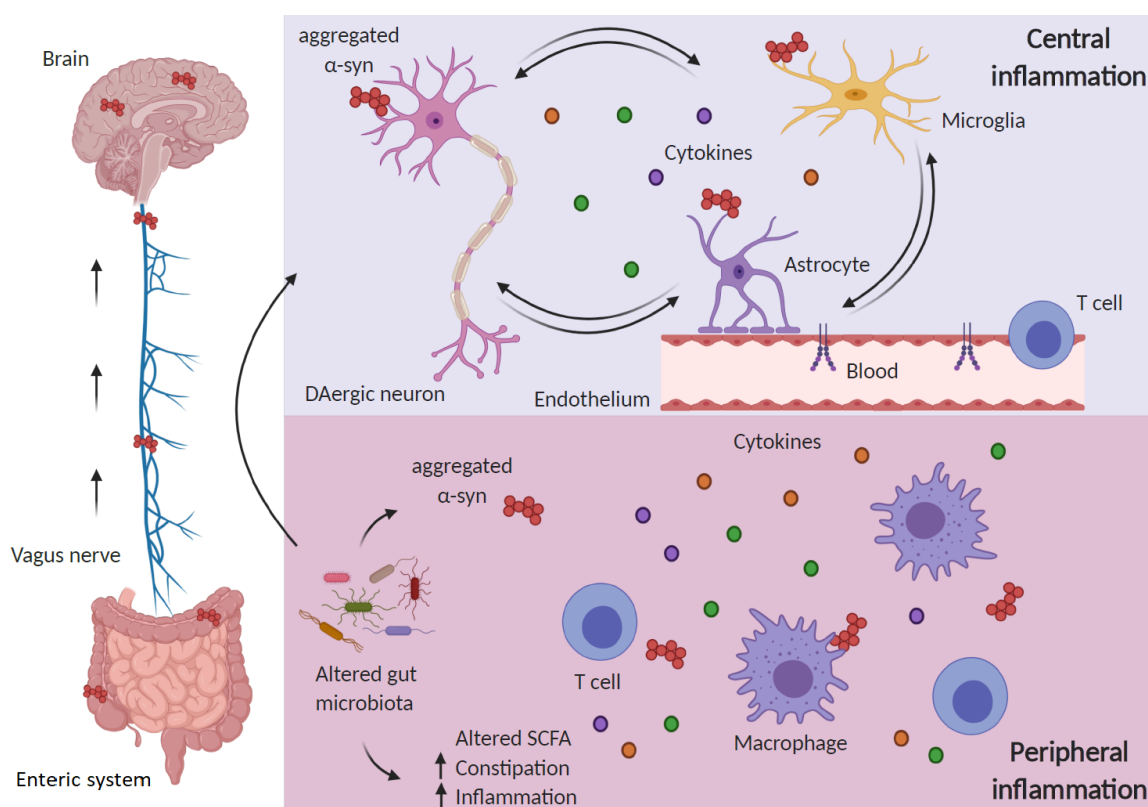 Brain
Vagus nerve
Enteric system
aggregated
α-syn
Central
inflammation
Microglia
Cytokines
Astrocyte
T cell
Blood
DAergic neuron
Endothelium
Cytokines
aggregated
α-syn
Altered gut
microbiota
T cell
Macrophage
Altered SCFA
Constipation
Inflammation
Peripheral
inflammation